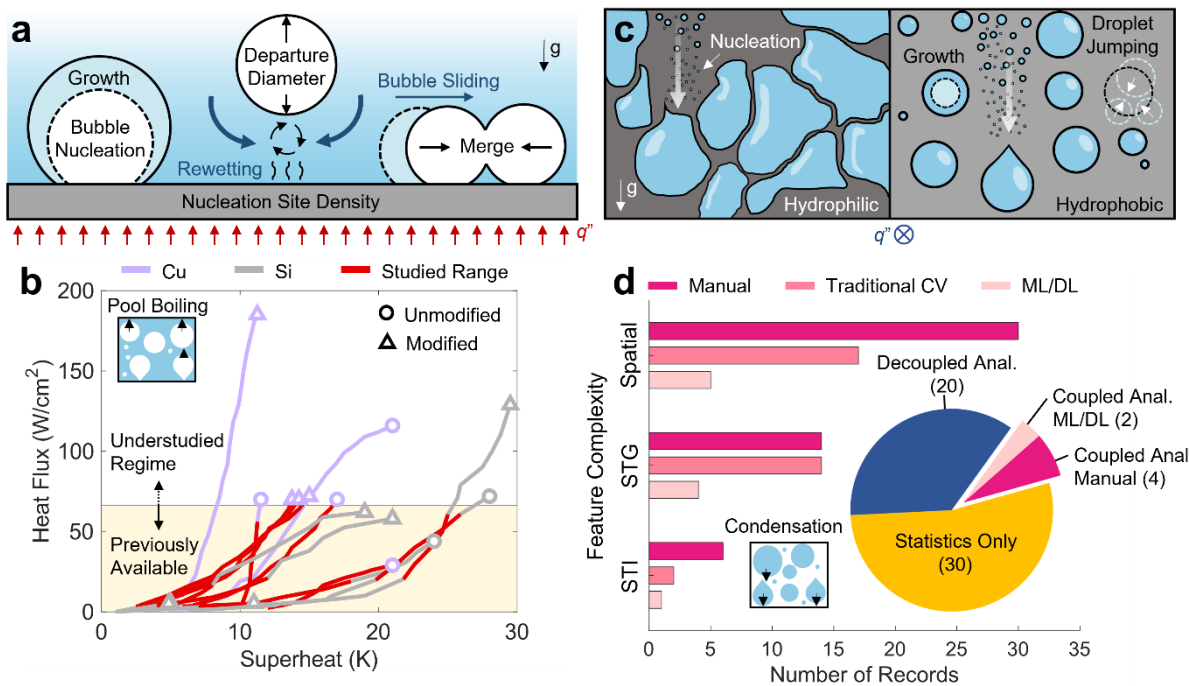 a
Growth
Bubble
Nucleation
Departure
Diameter
g
Bubble Sliding
Merge
Rewetting
Nucleation Site Density
q"
c
Nucleation
g
Hydrophilic
Growth
Droplet
Jumping
Hydrophobic
q"
b
Cu
Si
Studied Range
200
150
100
50
0
Heat Flux (W/cm²)
Pool Boiling
Unmodified
Modified
Understudied
Regime
Previously
Available
0
10
20
30
Superheat (K)
d
Manual
Traditional CV
ML/DL
Feature Complexity
Spatial
STG
STI
Decoupled Anal.
(20)
Coupled Anal.
ML/DL (2)
Coupled Anal
Manual (4)
Statistics Only
(30)
Condensation
0
5
10
15
20
25
30
35
Number of Records